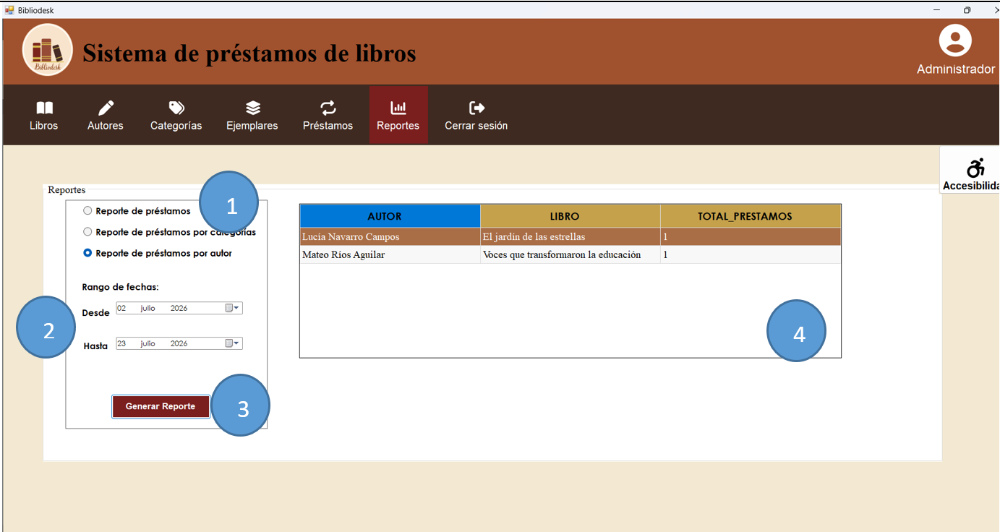 Bibliodesk
Bibliodesk
Sistema de préstamos de libros
Administrador
Libros
Autores
Categorías
Ejemplares
Préstamos
Reportes
Cerrar sesión
Accesibilida
Reportes
1
Reporte de préstamos
Reporte de préstamos por categorías
Reporte de préstamos por autor
Rango de fechas:
2
Desde 02 julio 2026
Hasta 23 julio 2026
Generar Reporte
3
AUTOR LIBRO TOTAL_PRESTAMOS
Lucía Navarro Campos El jardín de las estrellas 1
Mateo Ríos Aguilar Voces que transformaron la educación 1
4